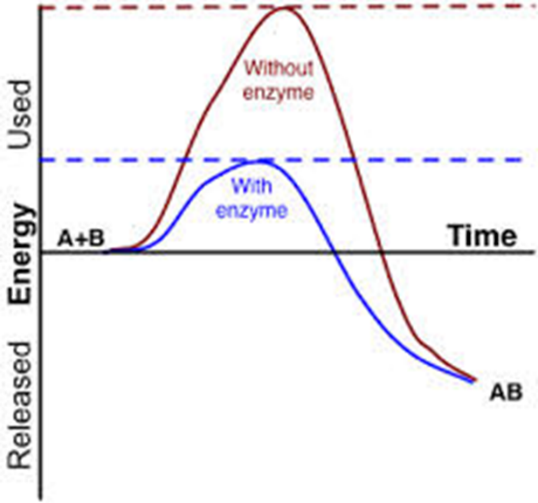 Without
enzyme
With
enzyme
A+B
Time
AB
Used
Energy
Released